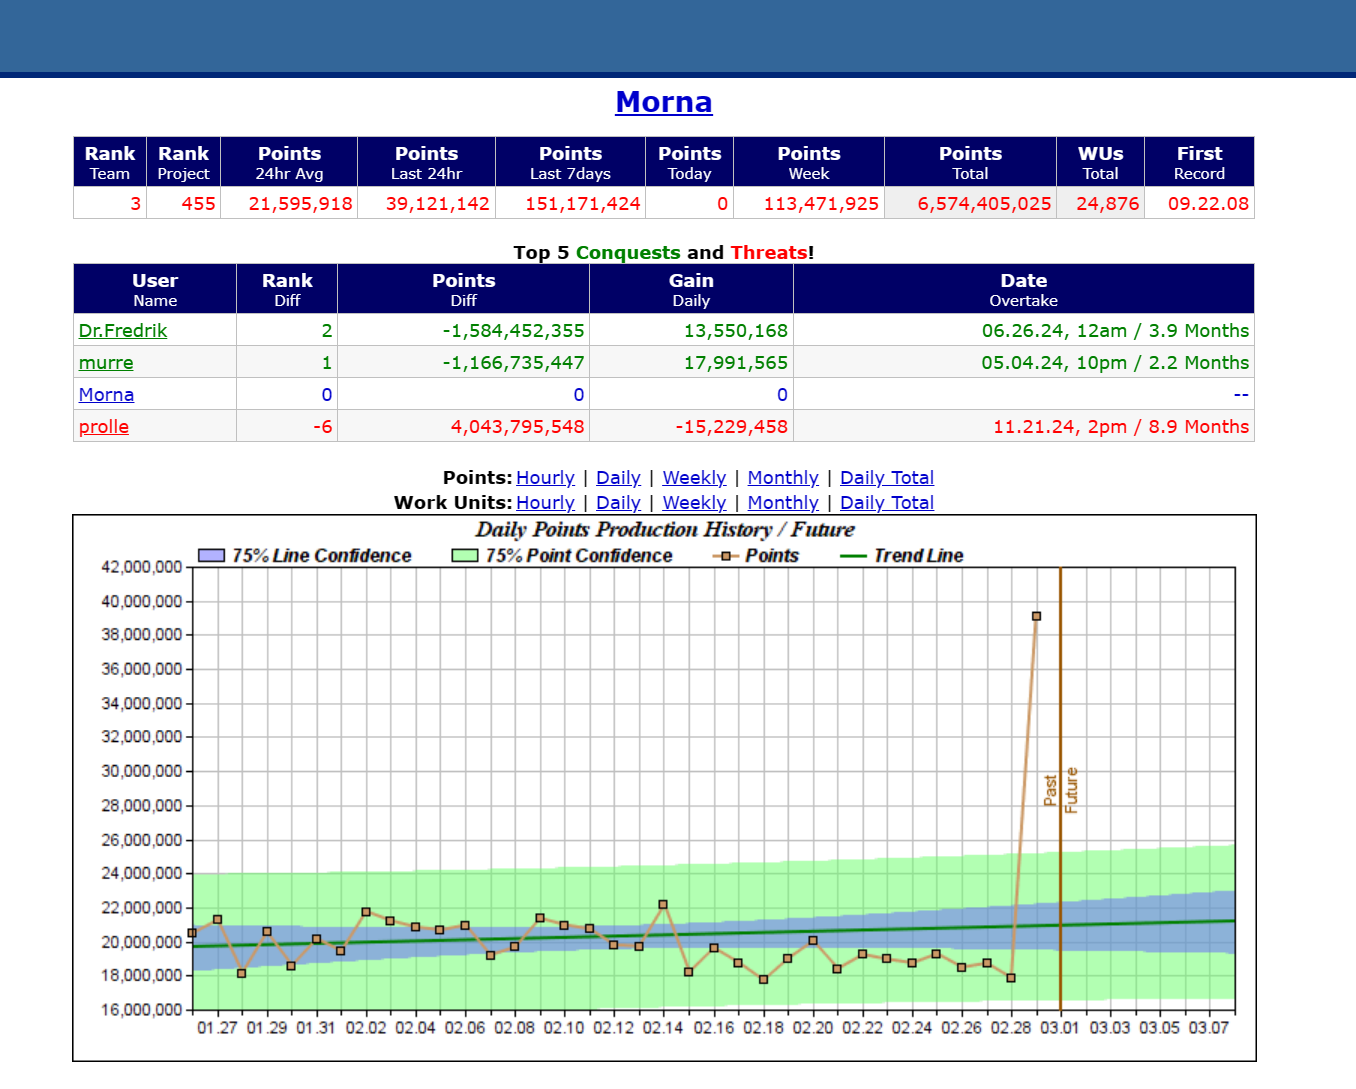 Morna
Rank Rank Points Points Points Points Points Points WUs First
Team Project 24hr Avg Last 24hr Last 7days Today Week Total Total Record
3 455 21,595,918 39,121,142 151,171,424 0 113,471,925 6,574,405,025 24,876 09.22.08
Top 5 Conquests and Threats!
User Rank Points Gain Date
Name Diff Diff Daily Overtake
Dr.Fredrik 2 -1,584,452,355 13,550,168 06.26.24, 12am / 3.9 Months
murre 1 -1,166,735,447 17,991,565 05.04.24, 10pm / 2.2 Months
Morna 0 0 0 --
prolle -6 4,043,795,548 -15,229,458 11.21.24, 2pm / 8.9 Months
Points: Hourly | Daily | Weekly | Monthly | Daily Total
Work Units: Hourly | Daily | Weekly | Monthly | Daily Total
Daily Points Production History / Future
75% Line Confidence 75% Point Confidence Points Trend Line
42,000,000
40,000,000
38,000,000
36,000,000
34,000,000
32,000,000
30,000,000
28,000,000
26,000,000
24,000,000
22,000,000
20,000,000
18,000,000
16,000,000
Past
Future
01.27 01.29 01.31 02.02 02.04 02.06 02.08 02.10 02.12 02.14 02.16 02.18 02.20 02.22 02.24 02.26 02.28 03.01 03.03 03.05 03.07